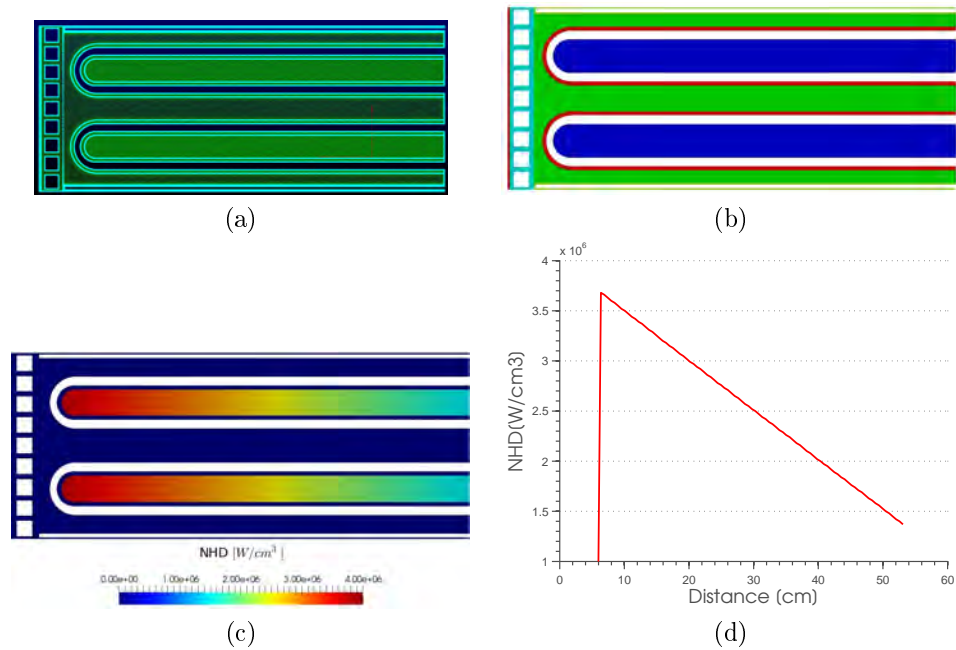 (a)
(b)
NHD [W/cm³]
0.00e+00 1.00e+06 2.00e+06 3.00e+06 4.00e+06
(c)
x 10⁶
4
3.5
3
2.5
2
1.5
1
0 10 20 30 40 50 60
NHD(W/cm3)
Distance (cm)
(d)